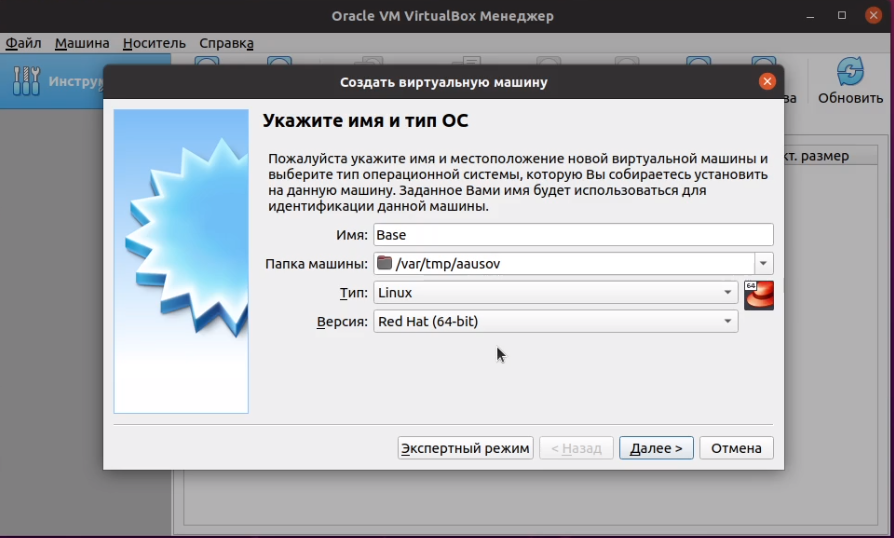 Oracle VM VirtualBox Менеджер
Файл Машина Носитель Справка
Обновить
Создать виртуальную машину
Укажите имя и тип ОС
Пожалуйста укажите имя и местоположение новой виртуальной машины и
выберите тип операционной системы, которую Вы собираетесь установить
на данную машину. Заданное Вами имя будет использоваться для
идентификации данной машины.
Имя: Base
Папка машины: /var/tmp/aausov
Тип: Linux
64
Версия: Red Hat (64-bit)
Экспертный режим < Назад Далее > Отмена
размер